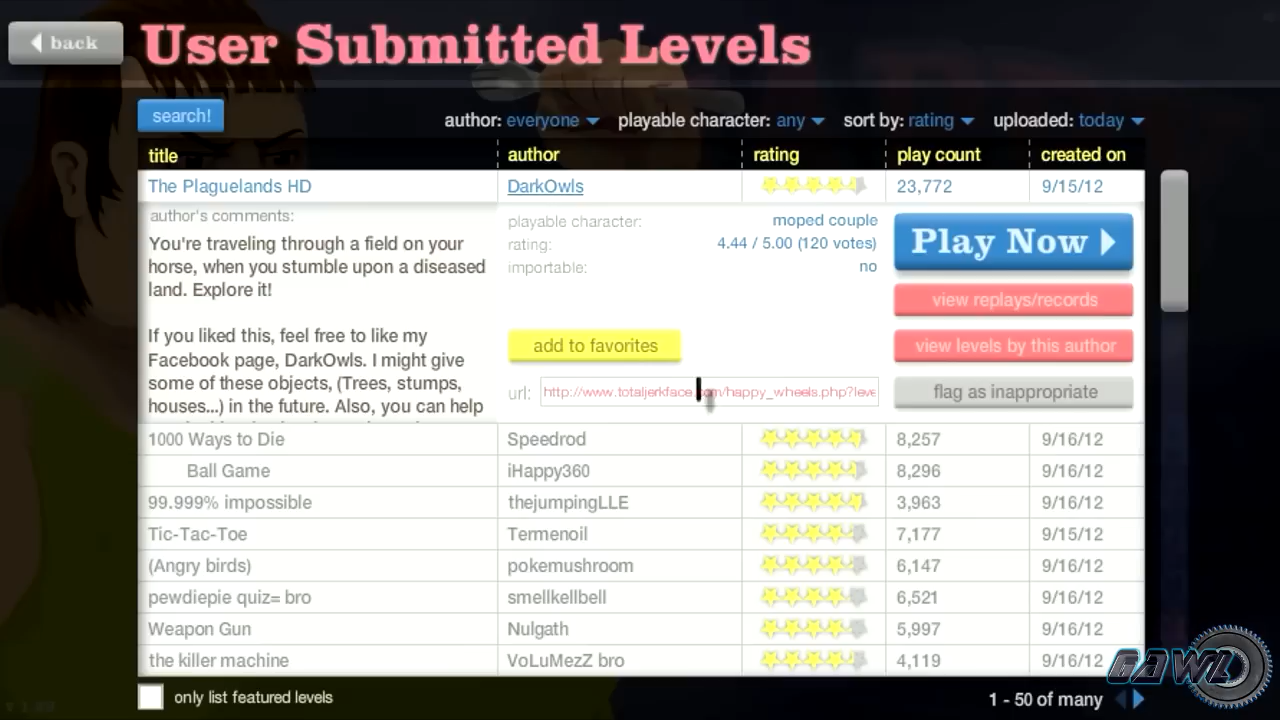 back
User Submitted Levels
search!
author: everyone playable character: any sort by: rating uploaded: today
title author rating play count created on
The Plaguelands HD DarkOwls 23,772 9/15/12
author's comments:
You're traveling through a field on your
horse, when you stumble upon a diseased
land. Explore it!
If you liked this, feel free to like my
Facebook page, DarkOwls. I might give
some of these objects, (Trees, stumps,
houses...) in the future. Also, you can help
playable character: moped couple
rating: 4.44 / 5.00 (120 votes)
importable: no
add to favorites
url: http://www.totaljerkface.com/happy_wheels.php?leve
Play Now
view replays/records
view levels by this author
flag as inappropriate
1000 Ways to Die Speedrod 8,257 9/16/12
Ball Game iHappy360 8,296 9/16/12
99.999% impossible thejumpingLLE 3,963 9/16/12
Tic-Tac-Toe Termenoil 7,177 9/15/12
(Angry birds) pokemushroom 6,147 9/16/12
pewdiepie quiz= bro smellkellbell 6,521 9/16/12
Weapon Gun Nulgath 5,997 9/16/12
the killer machine VoLuMezZ bro 4,119 9/16/12
only list featured levels
1 - 50 of many
GAWL